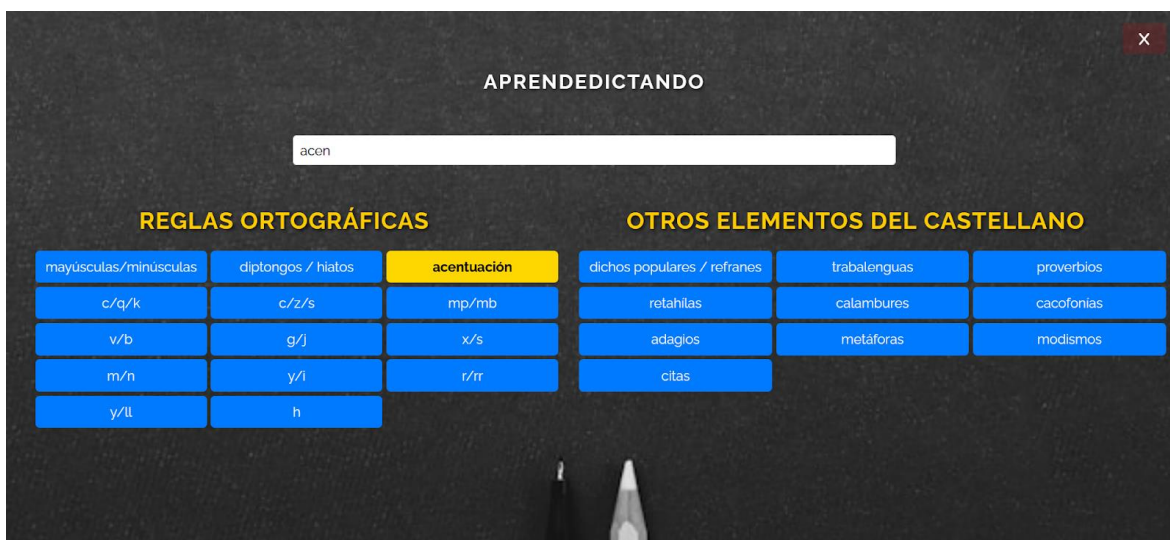 X
APRENDEDICTANDO
acen
REGLAS ORTOGRÁFICAS
mayúsculas/minúsculas diptongos / hiatos acentuación
c/q/k c/z/s mp/mb
v/b g/j x/s
m/n y/i r/rr
y/ll h
OTROS ELEMENTOS DEL CASTELLANO
dichos populares / refranes trabalenguas proverbios
retahílas calambures cacofonías
adagios metáforas modismos
citas